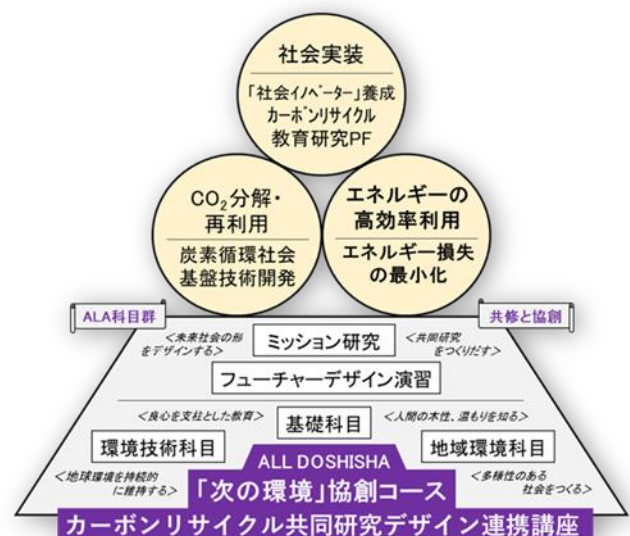 社会実装
「社会イノベーター」養成
カーボンリサイクル
教育研究PF
CO₂分解・
再利用
炭素循環社会
基盤技術開発
エネルギーの
高効率利用
エネルギー損失
の最小化
ALA科目群
共修と協創
<未来社会の形
をデザインする>
ミッション研究
<共同研究
をつくりだす>
フューチャーデザイン演習
<良心を支柱とした教育>
基礎科目
<人間の本性、温もりを知る>
環境技術科目
地域環境科目
<地球環境を持続的
に維持する>
ALL DOSHISHA
<多様性のある
社会をつくる>
「次の環境」協創コース
カーボンリサイクル共同研究デザイン連携講座